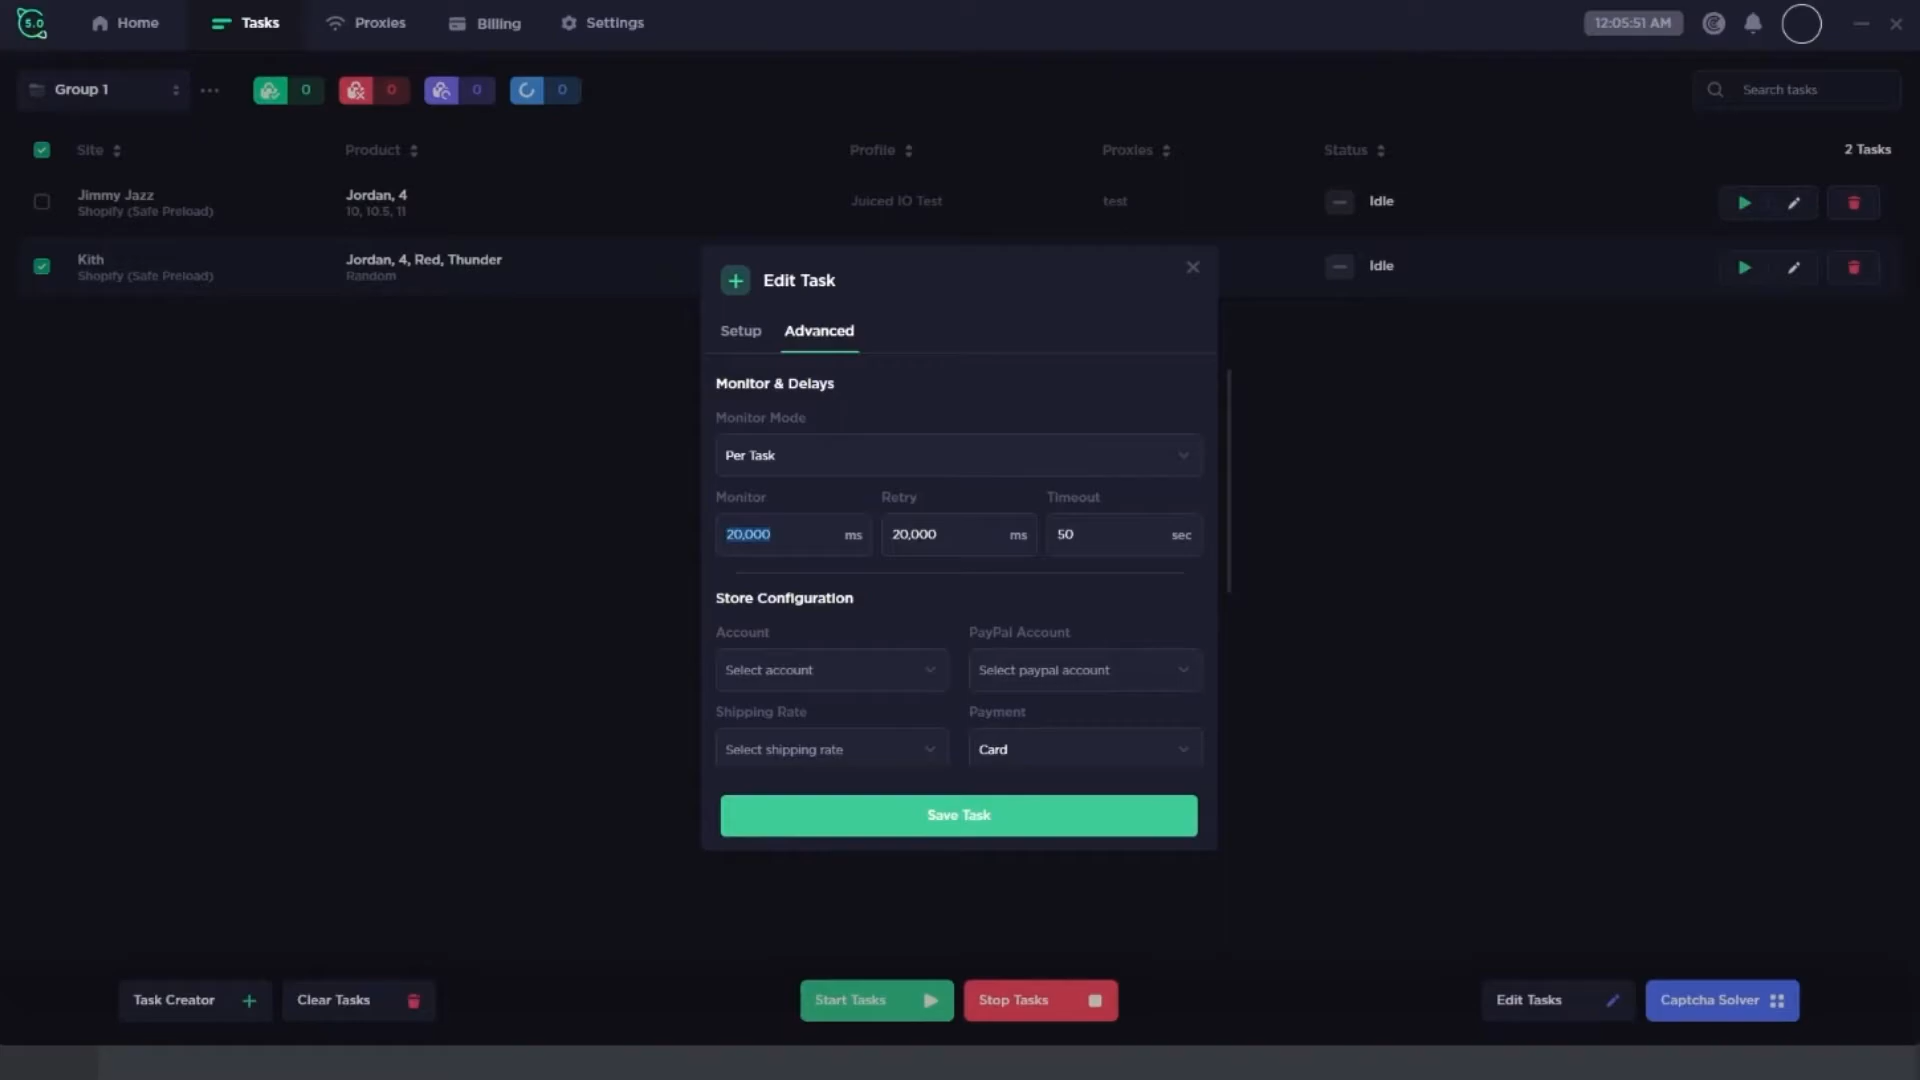 5.0
Home
Tasks
Proxies
Billing
Settings
12:05:51 AM
Group 1
0
0
0
0
Search tasks
Site
Product
Profile
Proxies
Status
2 Tasks
Jimmy Jazz
Shopify (Safe Preload)
Jordan, 4
10, 10.5, 11
Juiced IO Test
test
Idle
Kith
Shopify (Safe Preload)
Jordan, 4, Red, Thunder
Random
Idle
Edit Task
Setup
Advanced
Monitor & Delays
Monitor Mode
Per Task
Monitor
Retry
Timeout
20,000 ms
20,000 ms
50 sec
Store Configuration
Account
PayPal Account
Select account
Select paypal account
Shipping Rate
Payment
Select shipping rate
Card
Save Task
Task Creator
Clear Tasks
Start Tasks
Stop Tasks
Edit Tasks
Captcha Solver